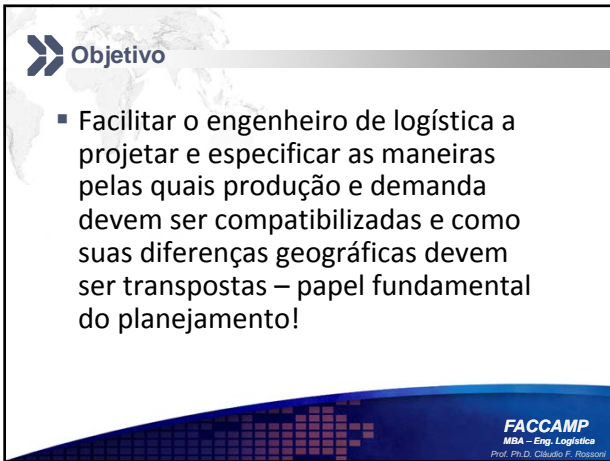 Objetivo
▪ Facilitar o engenheiro de logística a
projetar e especificar as maneiras
pelas quais produção e demanda
devem ser compatibilizadas e como
suas diferenças geográficas devem
ser transpostas – papel fundamental
do planejamento!
FACCAMP
MBA – Eng. Logística
Prof. Ph.D. Cláudio F. Rossoni